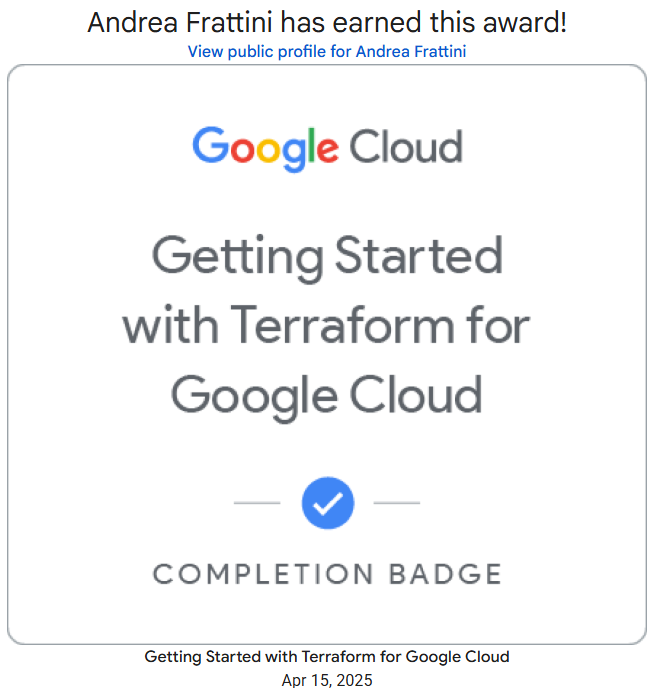 Andrea Frattini has earned this award!
View public profile for Andrea Frattini
Google Cloud
Getting Started
with Terraform for
Google Cloud
COMPLETION BADGE
Getting Started with Terraform for Google Cloud
Apr 15, 2025